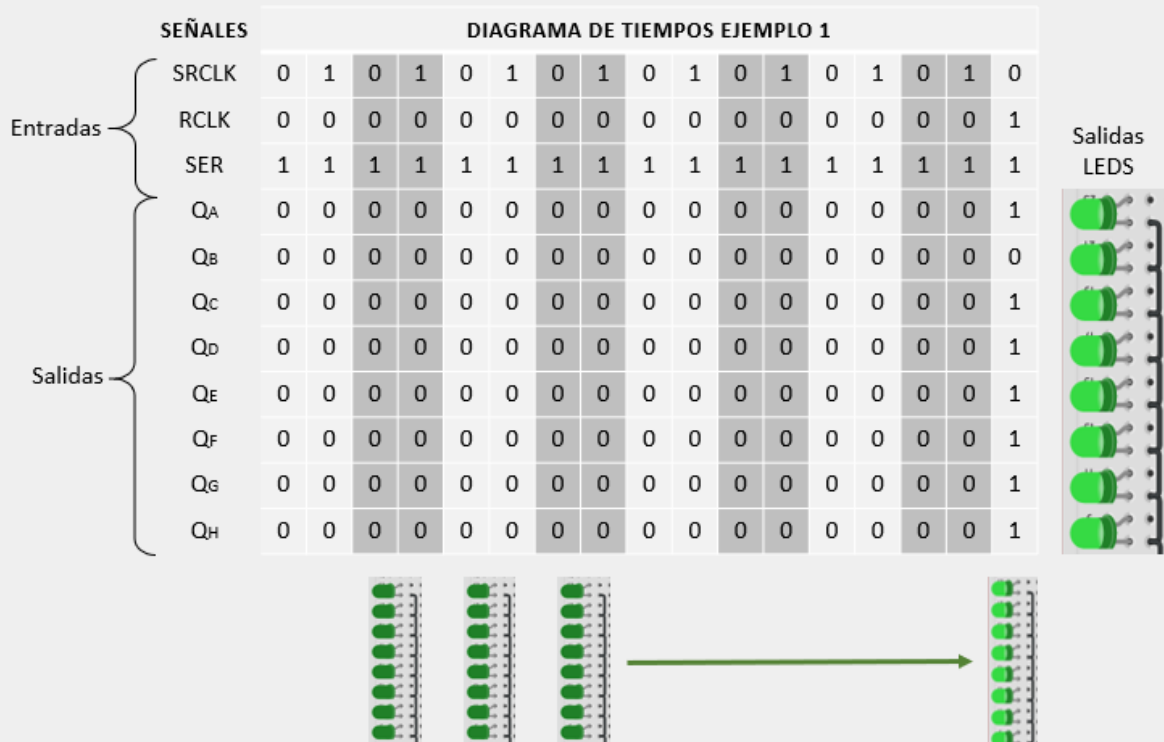 SEÑALES DIAGRAMA DE TIEMPOS EJEMPLO 1
SRCLK 0 1 0 1 0 1 0 1 0 1 0 1 0 1 0 1 0
Entradas
RCLK 0 0 0 0 0 0 0 0 0 0 0 0 0 0 0 0 1
Salidas
LEDS
SER 1 1 1 1 1 1 1 1 1 1 1 1 1 1 1 1 1
QA 0 0 0 0 0 0 0 0 0 0 0 0 0 0 0 0 1
QB 0 0 0 0 0 0 0 0 0 0 0 0 0 0 0 0 0
QC 0 0 0 0 0 0 0 0 0 0 0 0 0 0 0 0 1
QD 0 0 0 0 0 0 0 0 0 0 0 0 0 0 0 0 1
Salidas
QE 0 0 0 0 0 0 0 0 0 0 0 0 0 0 0 0 1
QF 0 0 0 0 0 0 0 0 0 0 0 0 0 0 0 0 1
QG 0 0 0 0 0 0 0 0 0 0 0 0 0 0 0 0 1
QH 0 0 0 0 0 0 0 0 0 0 0 0 0 0 0 0 1